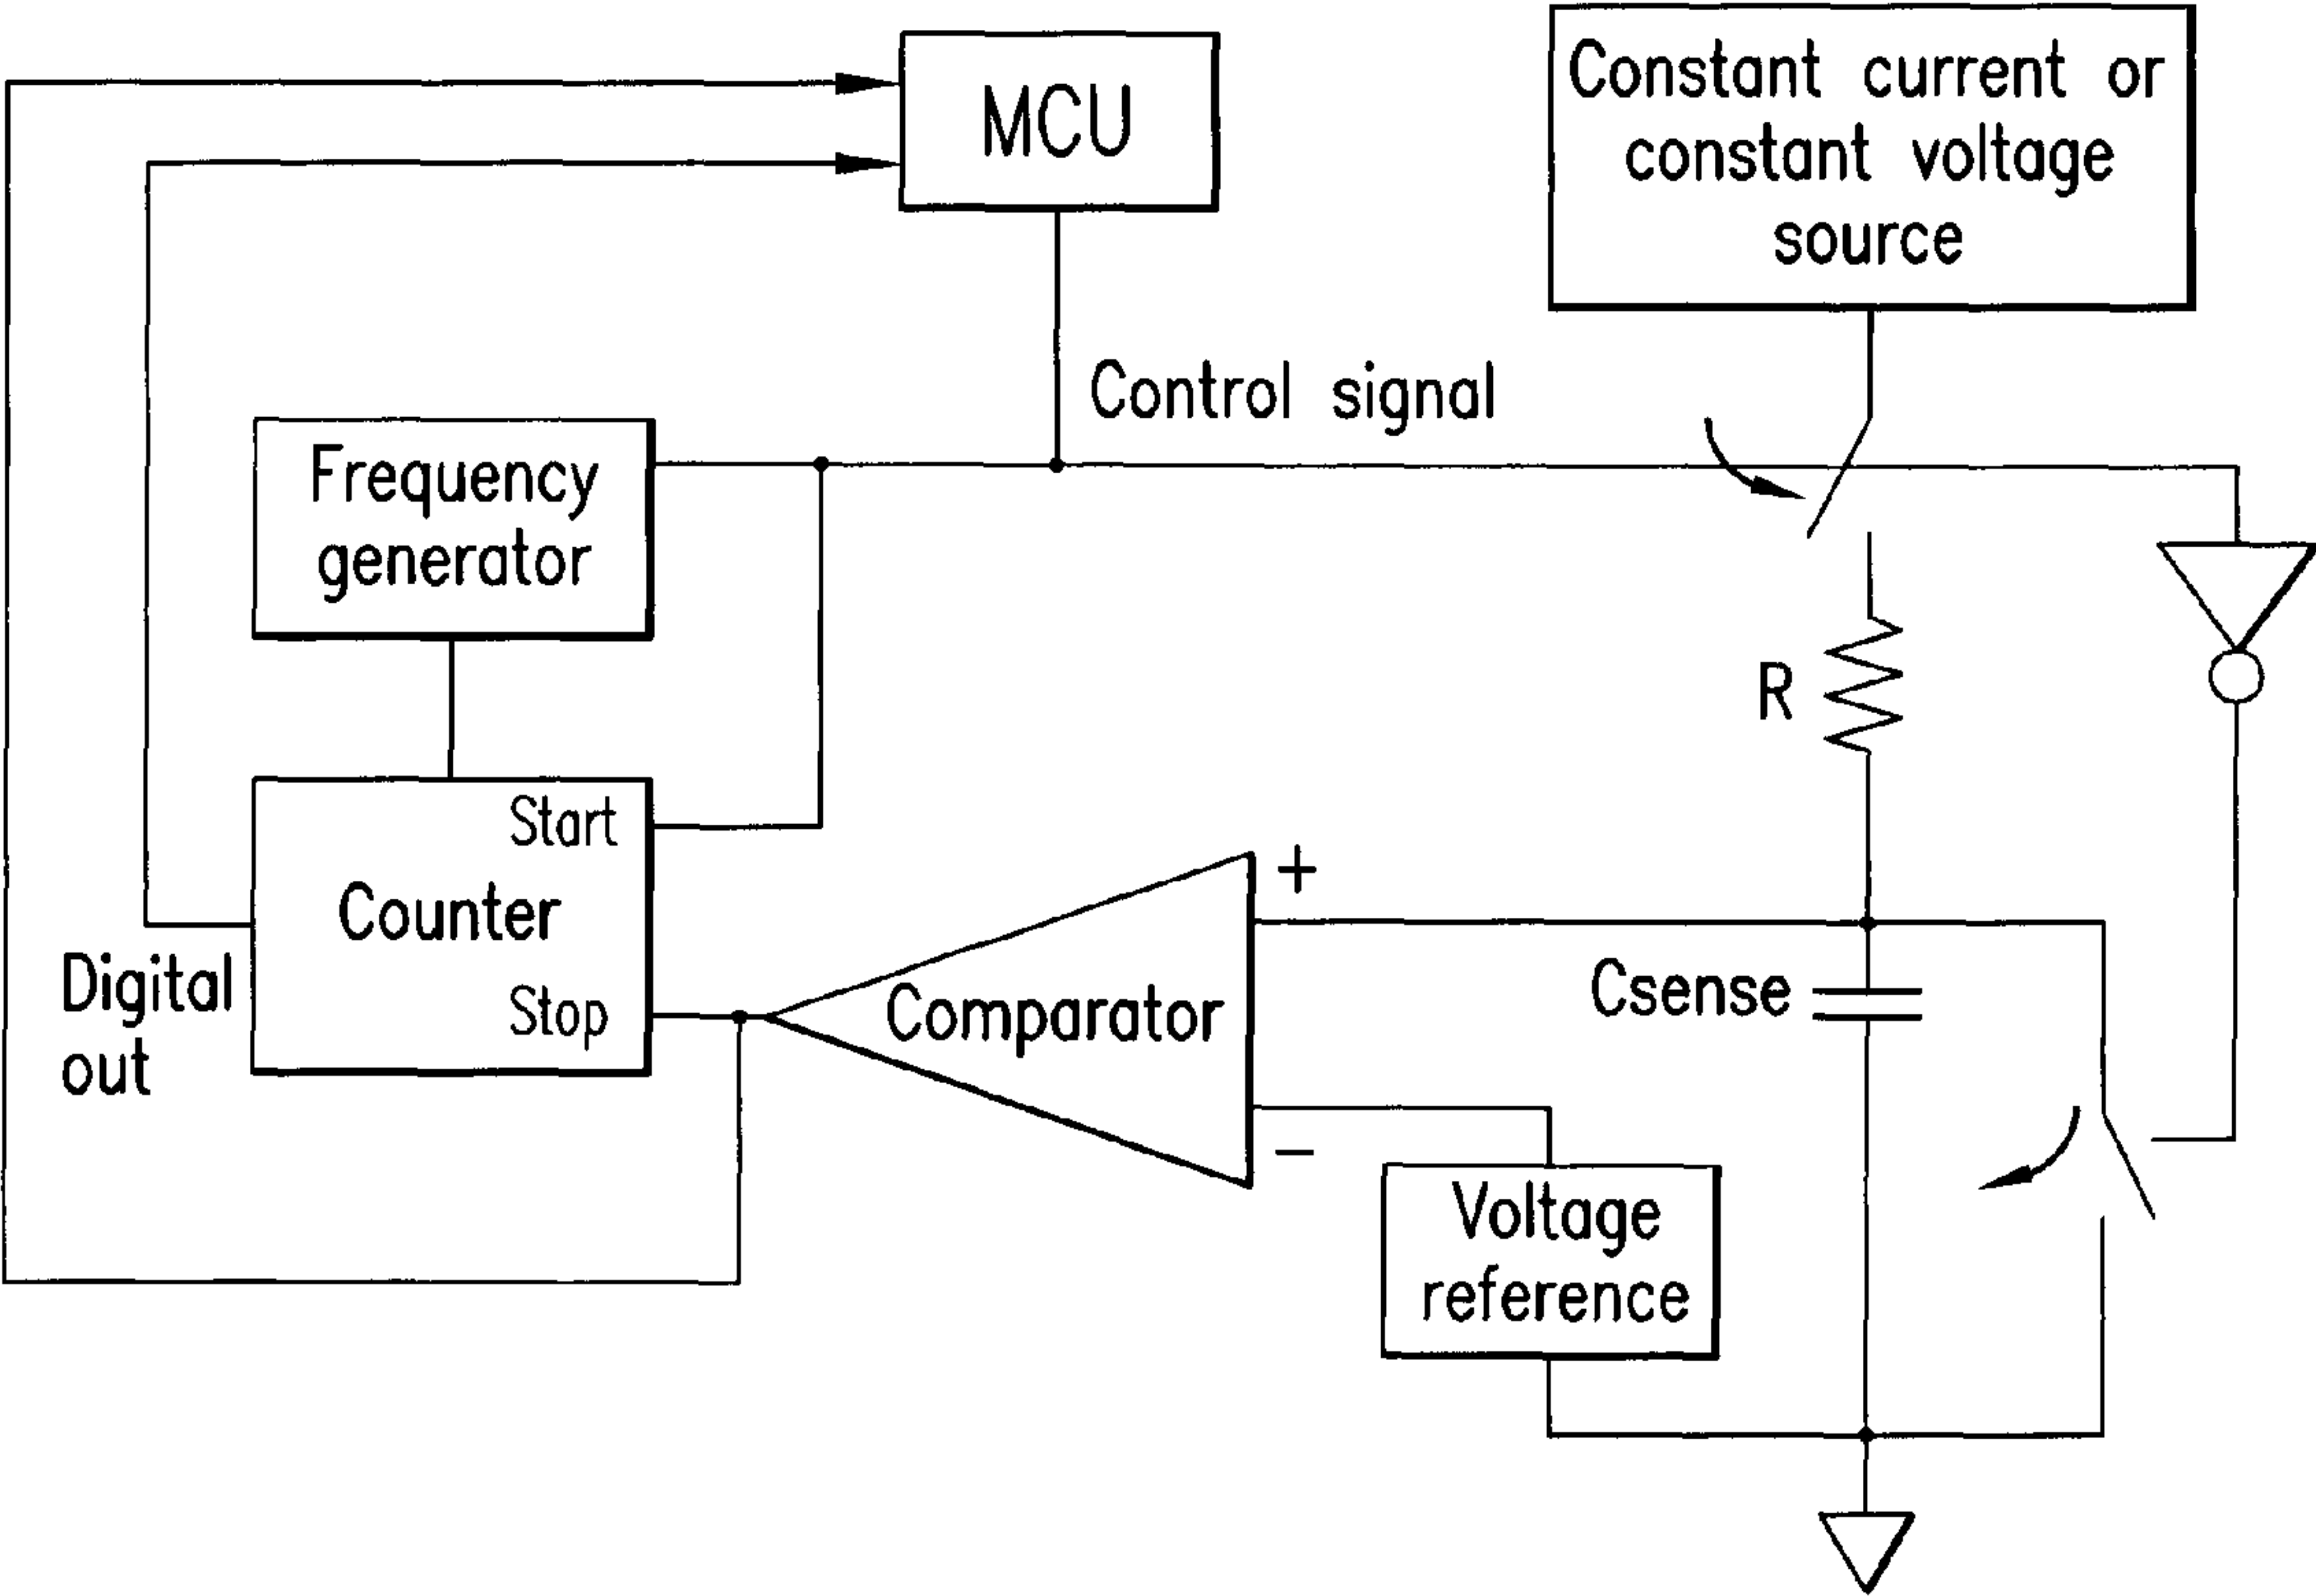 MCU
Constant current or
constant voltage
source
Control signal
Frequency
generator
R
Start
Counter
Stop
Digital
out
+
Comparator
−
Csense
Voltage
reference